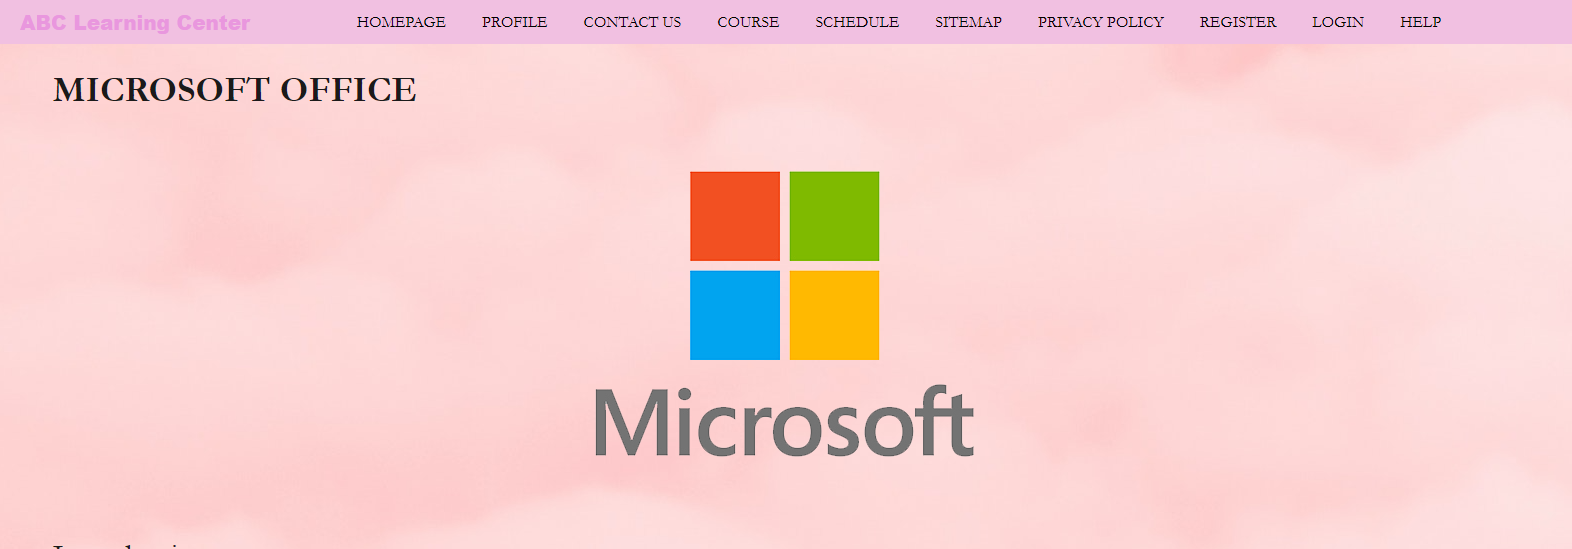 ABC Learning Center HOMEPAGE PROFILE CONTACT US COURSE SCHEDULE SITEMAP PRIVACY POLICY REGISTER LOGIN HELP
MICROSOFT OFFICE
Microsoft